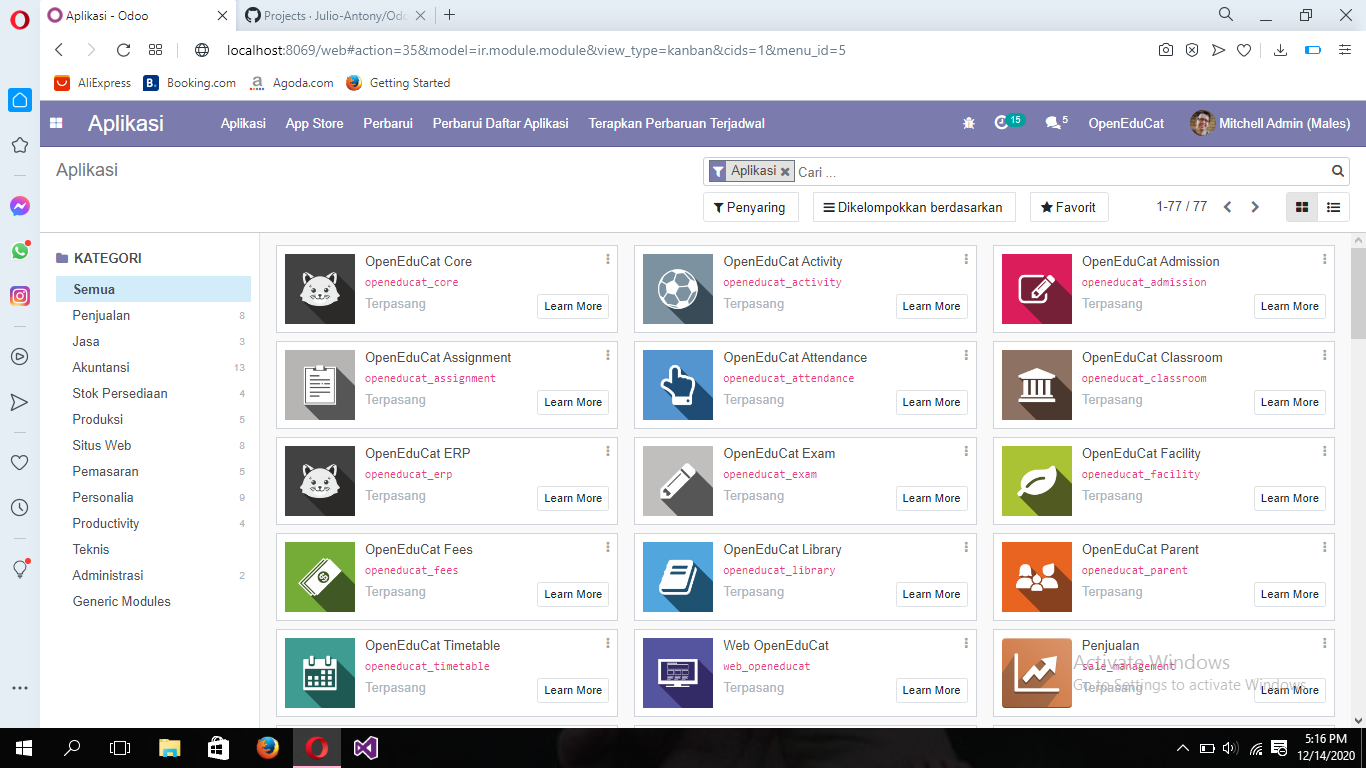 Aplikasi - Odoo
Projects · Julio-Antony/Odo
localhost:8069/web#action=35&model=ir.module.module&view_type=kanban&cids=1&menu_id=5
AliExpress
B.
Booking.com
a
Agoda.com
Getting Started
Aplikasi
Aplikasi
App Store
Perbarui
Perbarui Daftar Aplikasi
Terapkan Perbaruan Terjadwal
15
5
OpenEduCat
Mitchell Admin (Males)
Aplikasi
Aplikasi
Cari ...
Penyaring
Dikelompokkan berdasarkan
Favorit
1-77 / 77
KATEGORI
Semua
Penjualan 8
Jasa 3
Akuntansi 13
Stok Persediaan 4
Produksi 5
Situs Web 8
Pemasaran 5
Personalia 9
Productivity 4
Teknis
Administrasi 2
Generic Modules
OpenEduCat Core
openeducat_core
Terpasang
Learn More
OpenEduCat Activity
openeducat_activity
Terpasang
Learn More
OpenEduCat Admission
openeducat_admission
Terpasang
Learn More
OpenEduCat Assignment
openeducat_assignment
Terpasang
Learn More
OpenEduCat Attendance
openeducat_attendance
Terpasang
Learn More
OpenEduCat Classroom
openeducat_classroom
Terpasang
Learn More
OpenEduCat ERP
openeducat_erp
Terpasang
Learn More
OpenEduCat Exam
openeducat_exam
Terpasang
Learn More
OpenEduCat Facility
openeducat_facility
Terpasang
Learn More
OpenEduCat Fees
openeducat_fees
Terpasang
Learn More
OpenEduCat Library
openeducat_library
Terpasang
Learn More
OpenEduCat Parent
openeducat_parent
Terpasang
Learn More
OpenEduCat Timetable
openeducat_timetable
Terpasang
Learn More
Web OpenEduCat
web_openeducat
Terpasang
Learn More
Penjualan
sale_management
Terpasang
Learn More
Activate Windows
Go to Settings to activate Windows.
5:16 PM
12/14/2020